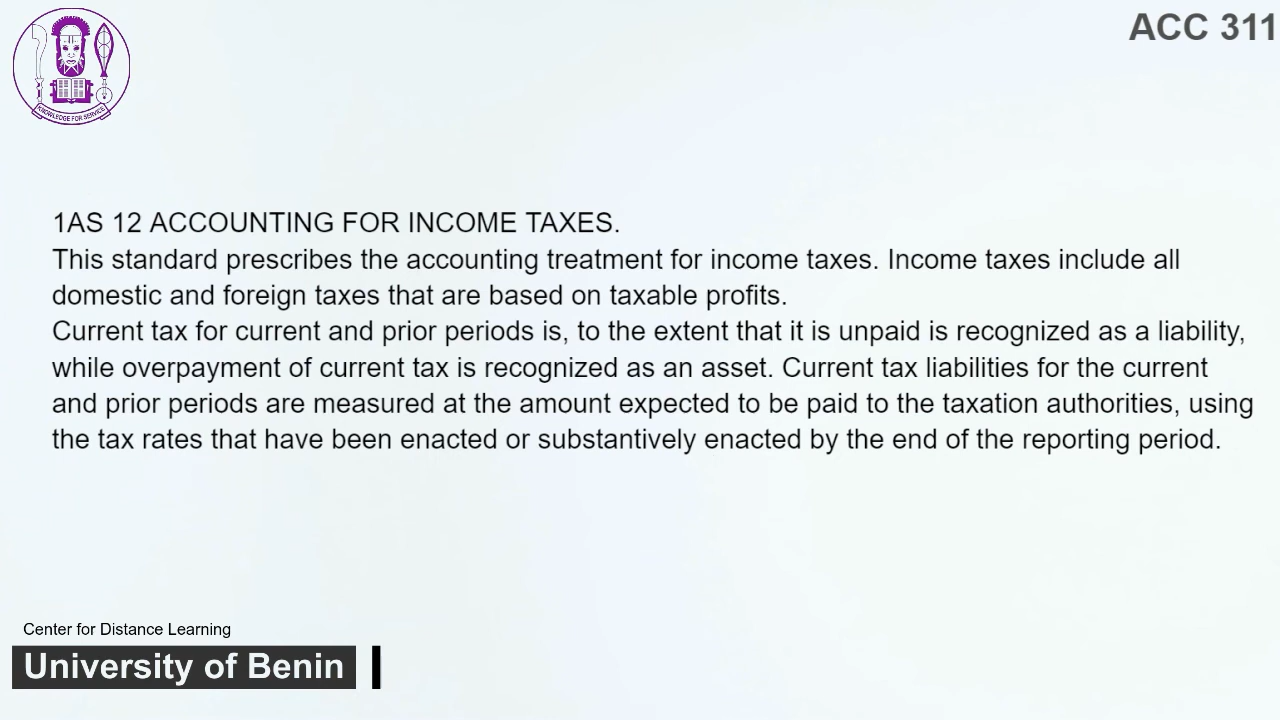 ACC 311
KNOWLEDGE FOR SERVICE
1AS 12 ACCOUNTING FOR INCOME TAXES.
This standard prescribes the accounting treatment for income taxes. Income taxes include all
domestic and foreign taxes that are based on taxable profits.
Current tax for current and prior periods is, to the extent that it is unpaid is recognized as a liability,
while overpayment of current tax is recognized as an asset. Current tax liabilities for the current
and prior periods are measured at the amount expected to be paid to the taxation authorities, using
the tax rates that have been enacted or substantively enacted by the end of the reporting period.
Center for Distance Learning
University of Benin